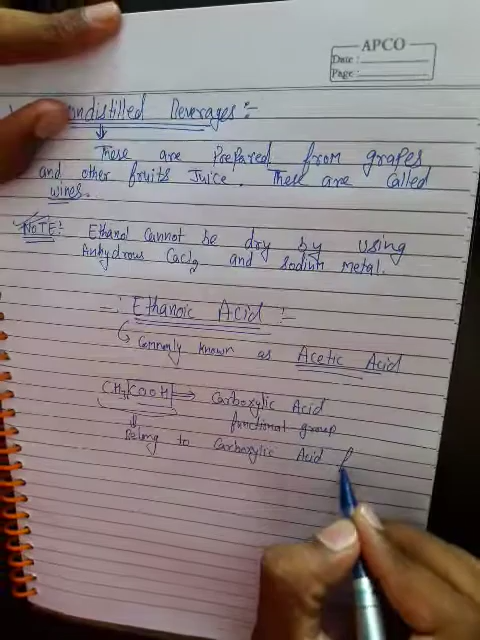 APCO
Date :
Page :
ondistilled Beverages :-
These are Prepared from grapes
and other fruits Juice. These are Called
wines.
NOTE :- Ethanol Cannot be dry by using
Anhydrous Cacl2 and Sodium Metal.
-: Ethanoic Acid :-
Commonly known as Acetic Acid
CH3COOH → Carboxylic Acid
functional group
Belong to Carboxylic Acid